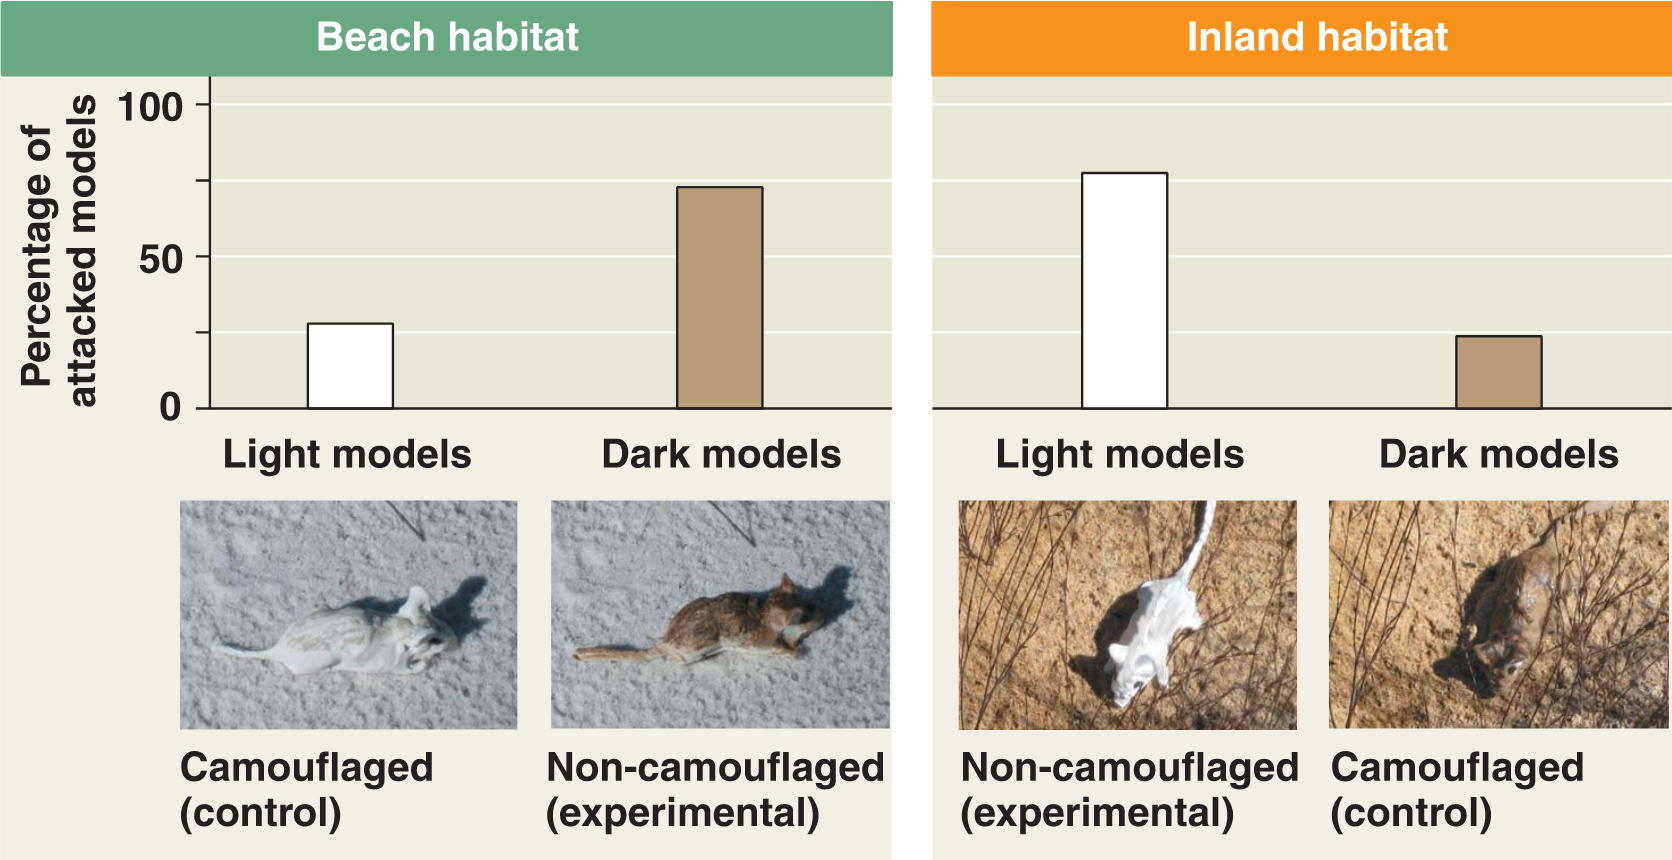 Beach habitat
Inland habitat
Percentage of
attacked models
100
50
0
Light models
Dark models
Light models
Dark models
Camouflaged
(control)
Non-camouflaged
(experimental)
Non-camouflaged
(experimental)
Camouflaged
(control)